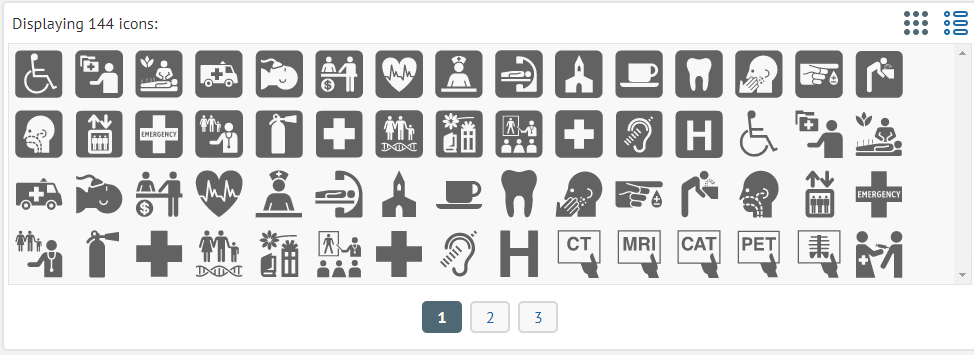 Displaying 144 icons:
EMERGENCY
H
EMERGENCY
H
CT
MRI
CAT
PET
1
2
3